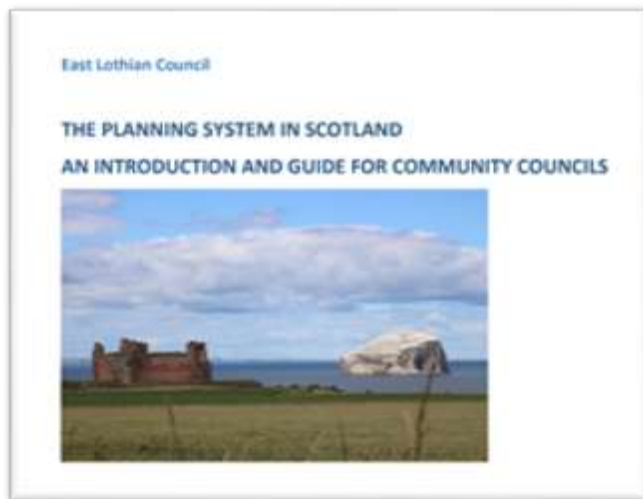 East Lothian Council
THE PLANNING SYSTEM IN SCOTLAND
AN INTRODUCTION AND GUIDE FOR COMMUNITY COUNCILS